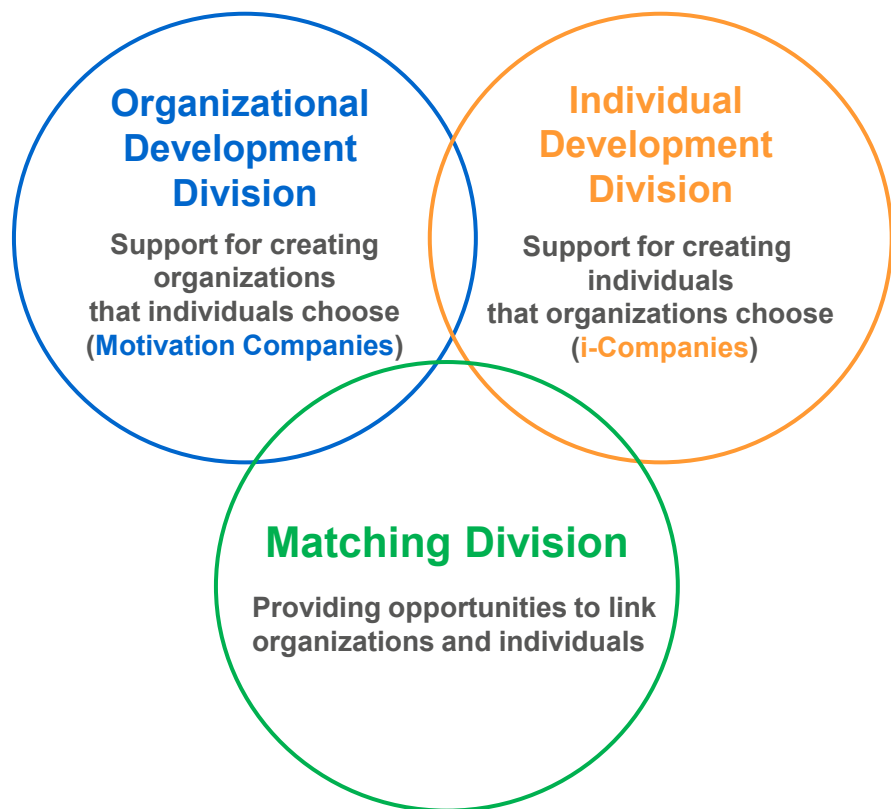 Organizational
Development
Division
Support for creating
organizations
that individuals choose
(Motivation Companies)
Individual
Development
Division
Support for creating
individuals
that organizations choose
(i-Companies)
Matching Division
Providing opportunities to link
organizations and individuals